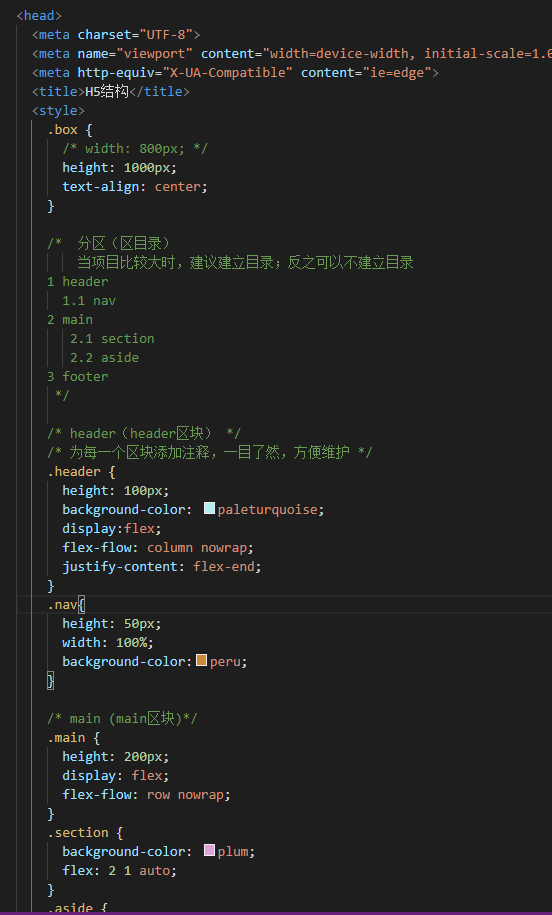 <head>
<meta charset="UTF-8">
<meta name="viewport" content="width=device-width, initial-scale=1.0
<meta http-equiv="X-UA-Compatible" content="ie=edge">
<title>H5结构</title>
<style>
.box {
/* width: 800px; */
height: 1000px;
text-align: center;
}
/*  分区（区目录）
当项目比较大时，建议建立目录；反之可以不建立目录
1 header
1.1 nav
2 main
2.1 section
2.2 aside
3 footer
*/
/* header（header区块） */
/* 为每一个区块添加注释，一目了然，方便维护 */
.header {
height: 100px;
background-color: paleturquoise;
display:flex;
flex-flow: column nowrap;
justify-content: flex-end;
}
.nav{
height: 50px;
width: 100%;
background-color: peru;
}
/* main (main区块)*/
.main {
height: 200px;
display: flex;
flex-flow: row nowrap;
}
.section {
background-color: plum;
flex: 2 1 auto;
}
.aside {